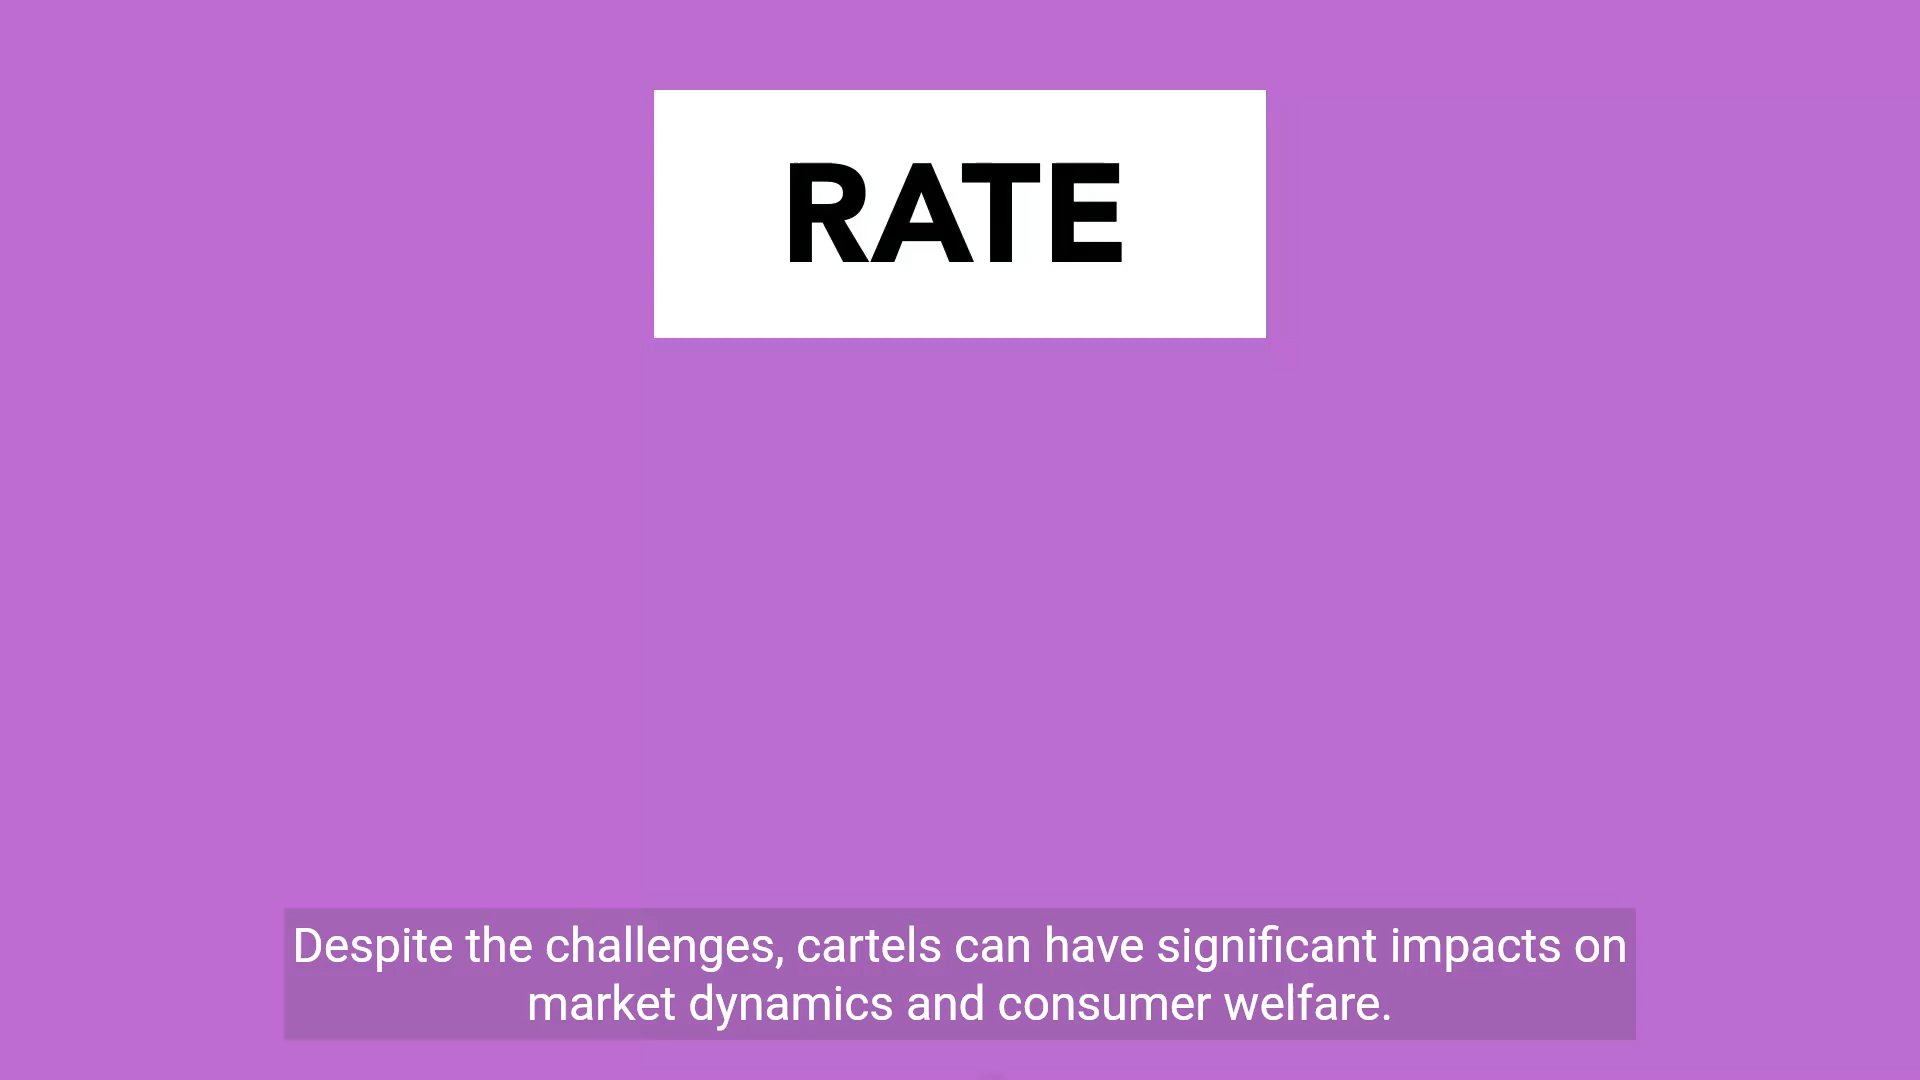 RATE
Despite the challenges, cartels can have significant impacts on
market dynamics and consumer welfare.